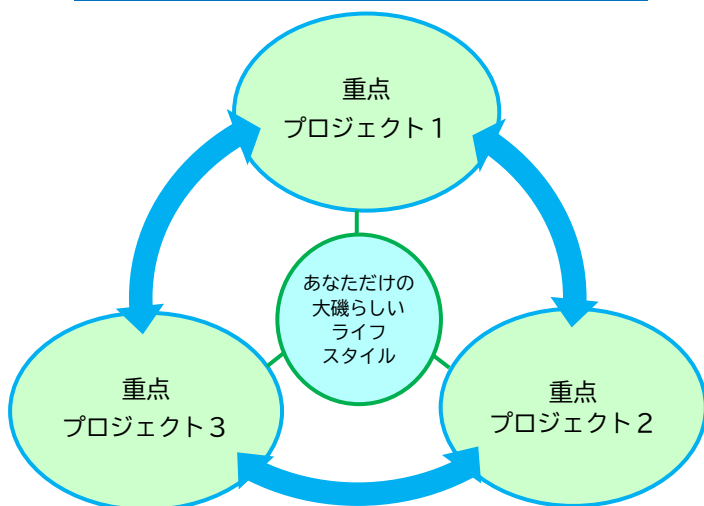 重点
プロジェクト１
あなただけの
大磯らしい
ライフ
スタイル
重点
プロジェクト３
重点
プロジェクト２